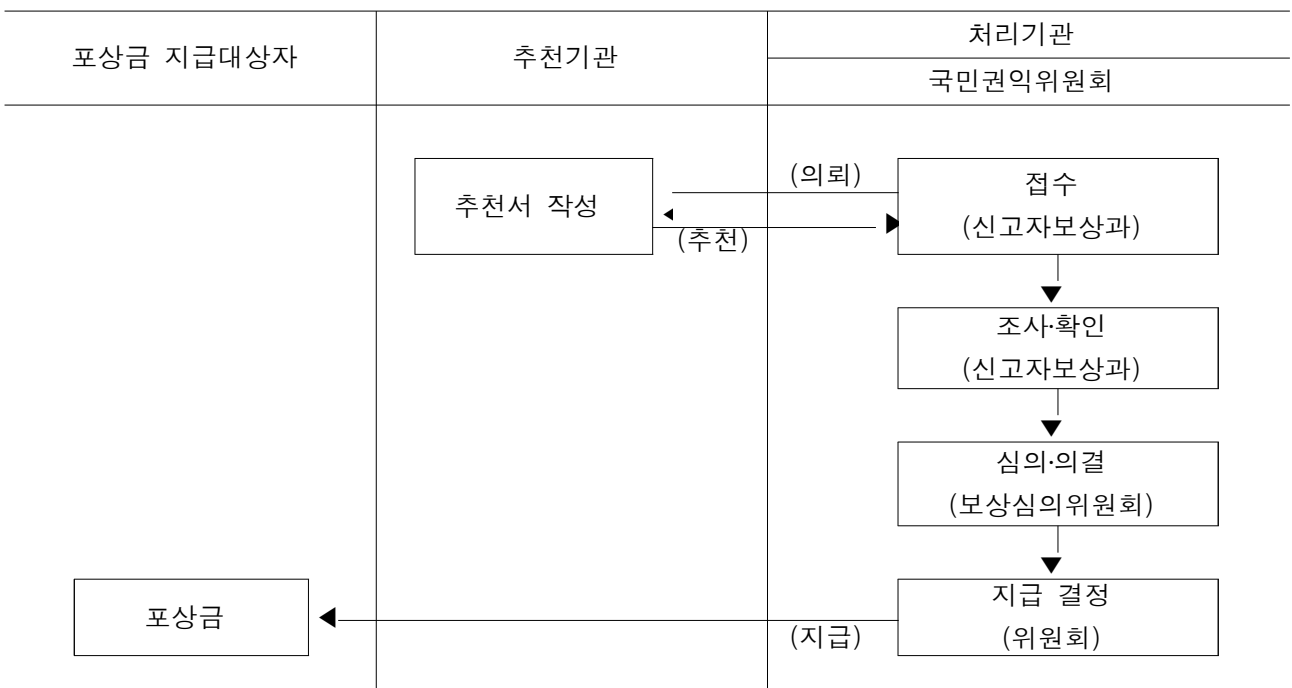 포상금 지급대상자
추천기관
처리기관
국민권익위원회
추천서 작성
(의뢰)
(추천)
접수
(신고자보상과)
조사·확인
(신고자보상과)
심의·의결
(보상심의위원회)
포상금
(지급)
지급 결정
(위원회)